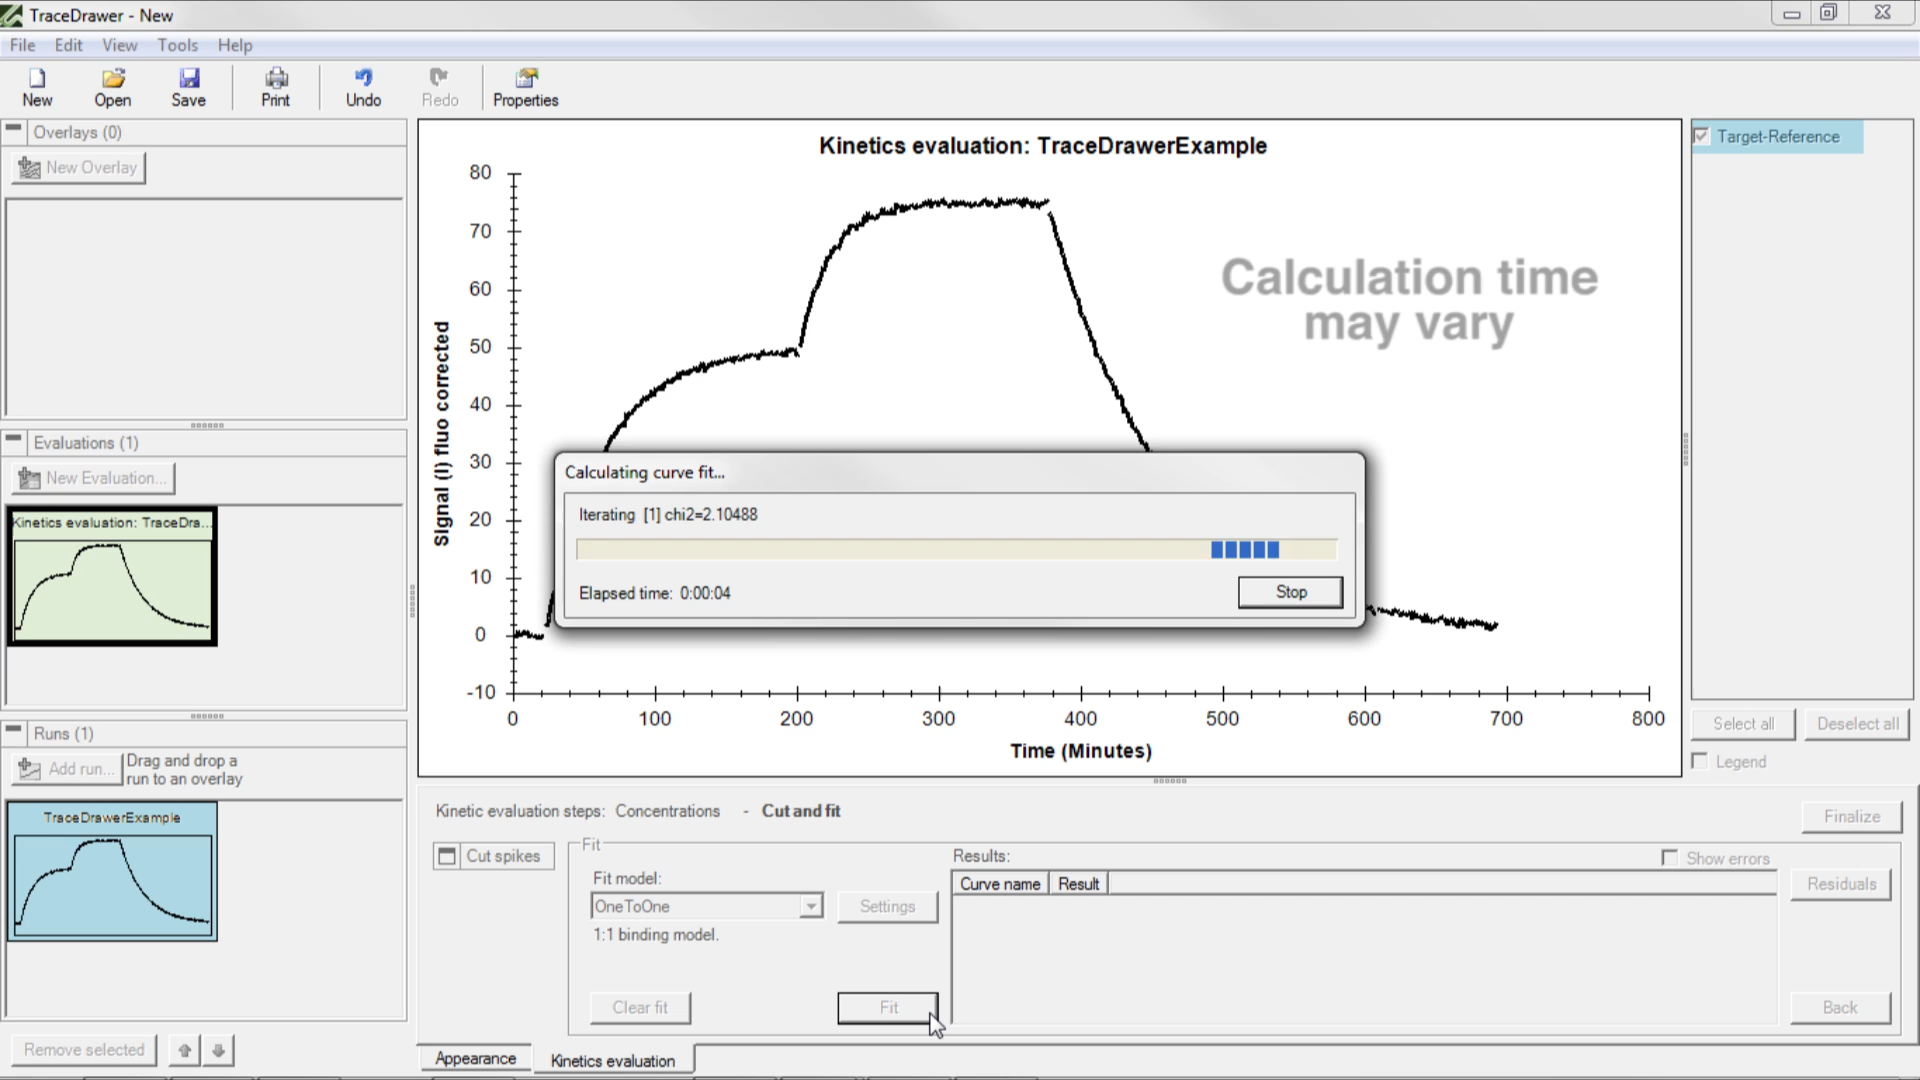 TraceDrawer - New
File Edit View Tools Help
New Open Save Print Undo Redo Properties
Overlays (0)
New Overlay
Evaluations (1)
New Evaluation...
Kinetics evaluation: TraceDra...
Runs (1)
Add run...
Drag and drop a
run to an overlay
TraceDrawerExample
Remove selected
Kinetics evaluation: TraceDrawerExample
Calculation time
may vary
Signal (I) fluo corrected
80
70
60
50
40
30
20
10
0
-10
0 100 200 300 400 500 600 700 800
Time (Minutes)
Calculating curve fit...
Iterating [1] chi2=2.10488
Elapsed time: 0:00:04
Stop
Target-Reference
Select all
Deselect all
Legend
Kinetic evaluation steps: Concentrations - Cut and fit
Finalize
Cut spikes
Fit
Fit model:
OneToOne
Settings
1:1 binding model.
Clear fit
Fit
Results:
Show errors
Curve name Result
Residuals
Back
Appearance
Kinetics evaluation